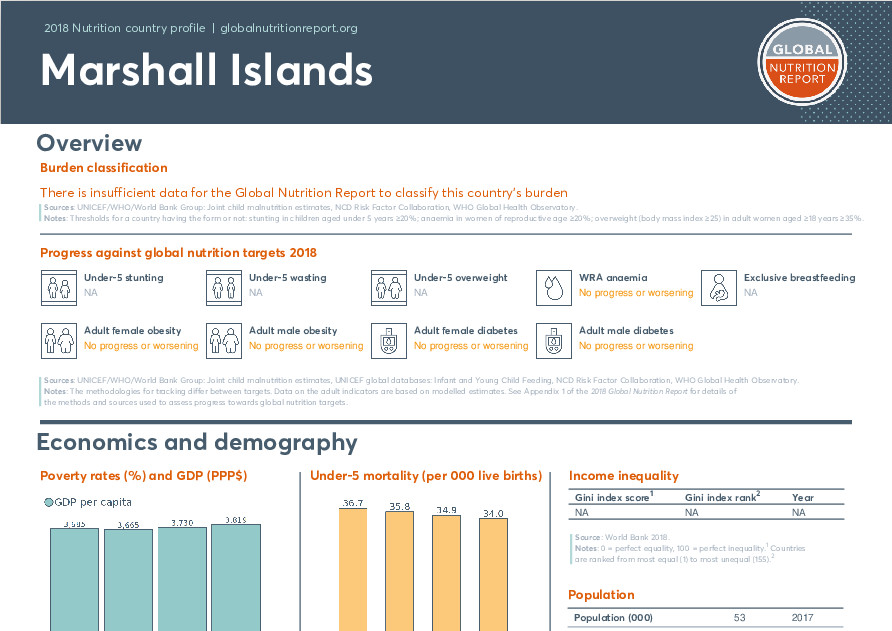 2018 Nutrition country profile | globalnutritionreport.org
Marshall Islands
GLOBAL
NUTRITION
REPORT
Overview
Burden classification
There is insufficient data for the Global Nutrition Report to classify this country's burden
Sources: UNICEF/WHO/World Bank Group: Joint child malnutrition estimates, NCD Risk Factor Collaboration, WHO Global Health Observatory.
Notes: Thresholds for a country having the form or not: stunting in children aged under 5 years ≥20%; anaemia in women of reproductive age ≥20%; overweight (body mass index ≥25) in adult women aged ≥18 years ≥35%.
Progress against global nutrition targets 2018
Under-5 stunting
NA
Under-5 wasting
NA
Under-5 overweight
NA
WRA anaemia
No progress or worsening
Exclusive breastfeeding
NA
Adult female obesity
No progress or worsening
Adult male obesity
No progress or worsening
Adult female diabetes
No progress or worsening
Adult male diabetes
No progress or worsening
Sources: UNICEF/WHO/World Bank Group: Joint child malnutrition estimates, UNICEF global databases: Infant and Young Child Feeding, NCD Risk Factor Collaboration, WHO Global Health Observatory.
Notes: The methodologies for tracking differ between targets. Data on the adult indicators are based on modelled estimates. See Appendix 1 of the 2018 Global Nutrition Report for details of
the methods and sources used to assess progress towards global nutrition targets.
Economics and demography
Poverty rates (%) and GDP (PPP$)
GDP per capita
3,665 3,730
Under-5 mortality (per 000 live births)
36.7 35.8 34.9 34.0
Income inequality
Gini index score1 Gini index rank2 Year
NA NA NA
Source: World Bank 2018.
Notes: 0 = perfect equality, 100 = perfect inequality.1 Countries
are ranked from most equal (1) to most unequal (155).2
Population
Population (000) 53 2017